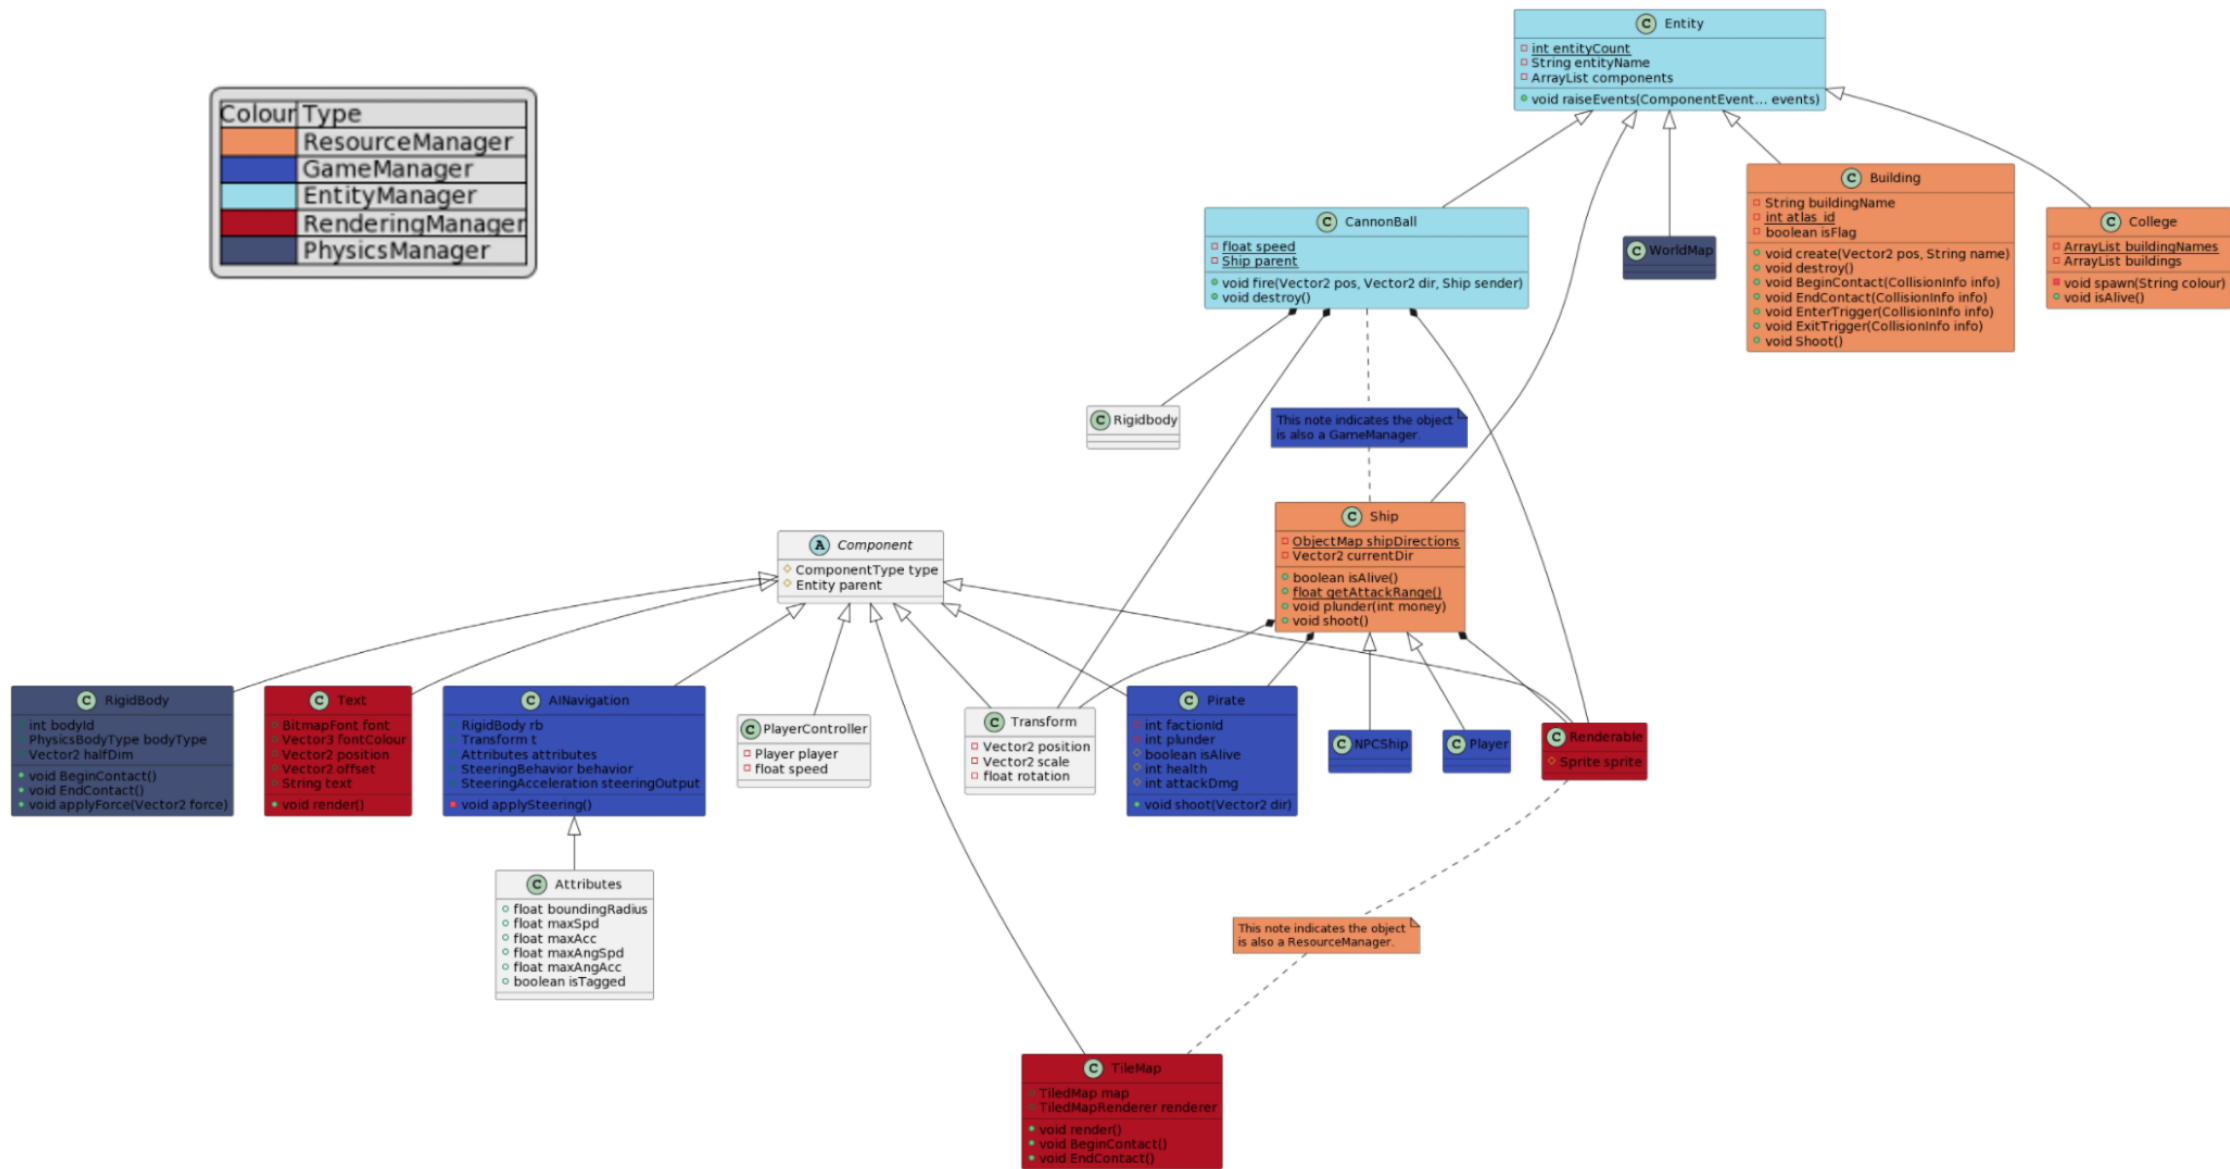 Colour Type
ResourceManager
GameManager
EntityManager
RenderingManager
PhysicsManager
C Entity
int entityCount
String entityName
ArrayList components
void raiseEvents(ComponentEvent... events)
C CannonBall
float speed
Ship parent
void fire(Vector2 pos, Vector2 dir, Ship sender)
void destroy()
C WorldMap
C Building
String buildingName
int atlas_id
boolean isFlag
void create(Vector2 pos, String name)
void destroy()
void BeginContact(CollisionInfo info)
void EndContact(CollisionInfo info)
void EnterTrigger(CollisionInfo info)
void ExitTrigger(CollisionInfo info)
void Shoot()
C College
ArrayList buildingNames
ArrayList buildings
void spawn(String colour)
void isAlive()
C Rigidbody
This note indicates the object
is also a GameManager.
C Ship
ObjectMap shipDirections
Vector2 currentDir
boolean isAlive()
float getAttackRange()
void plunder(int money)
void shoot()
A Component
ComponentType type
Entity parent
C RigidBody
int bodyId
PhysicsBodyType bodyType
Vector2 halfDim
void BeginContact()
void EndContact()
void applyForce(Vector2 force)
C Text
BitmapFont font
Vector3 fontColour
Vector2 position
Vector2 offset
String text
void render()
C AINavigation
RigidBody rb
Transform t
Attributes attributes
SteeringBehavior behavior
SteeringAcceleration steeringOutput
void applySteering()
C PlayerController
Player player
float speed
C Transform
Vector2 position
Vector2 scale
float rotation
C Pirate
int factionId
int plunder
boolean isAlive
int health
int attackDmg
void shoot(Vector2 dir)
C NPCShip
C Player
C Renderable
Sprite sprite
C Attributes
float boundingRadius
float maxSpd
float maxAcc
float maxAngSpd
float maxAngAcc
boolean isTagged
This note indicates the object
is also a ResourceManager.
C TileMap
TiledMap map
TiledMapRenderer renderer
void render()
void BeginContact()
void EndContact()